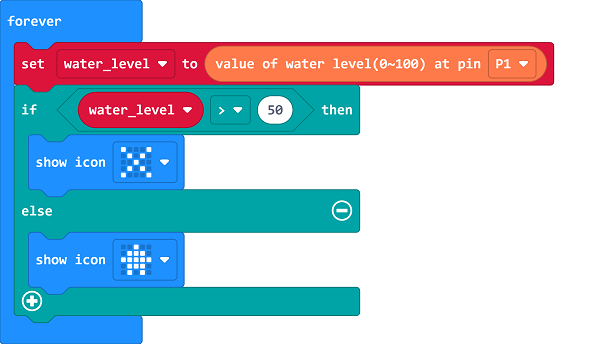 forever
set water_level to value of water level(0~100) at pin P1
if water_level > 50 then
show icon
else
show icon